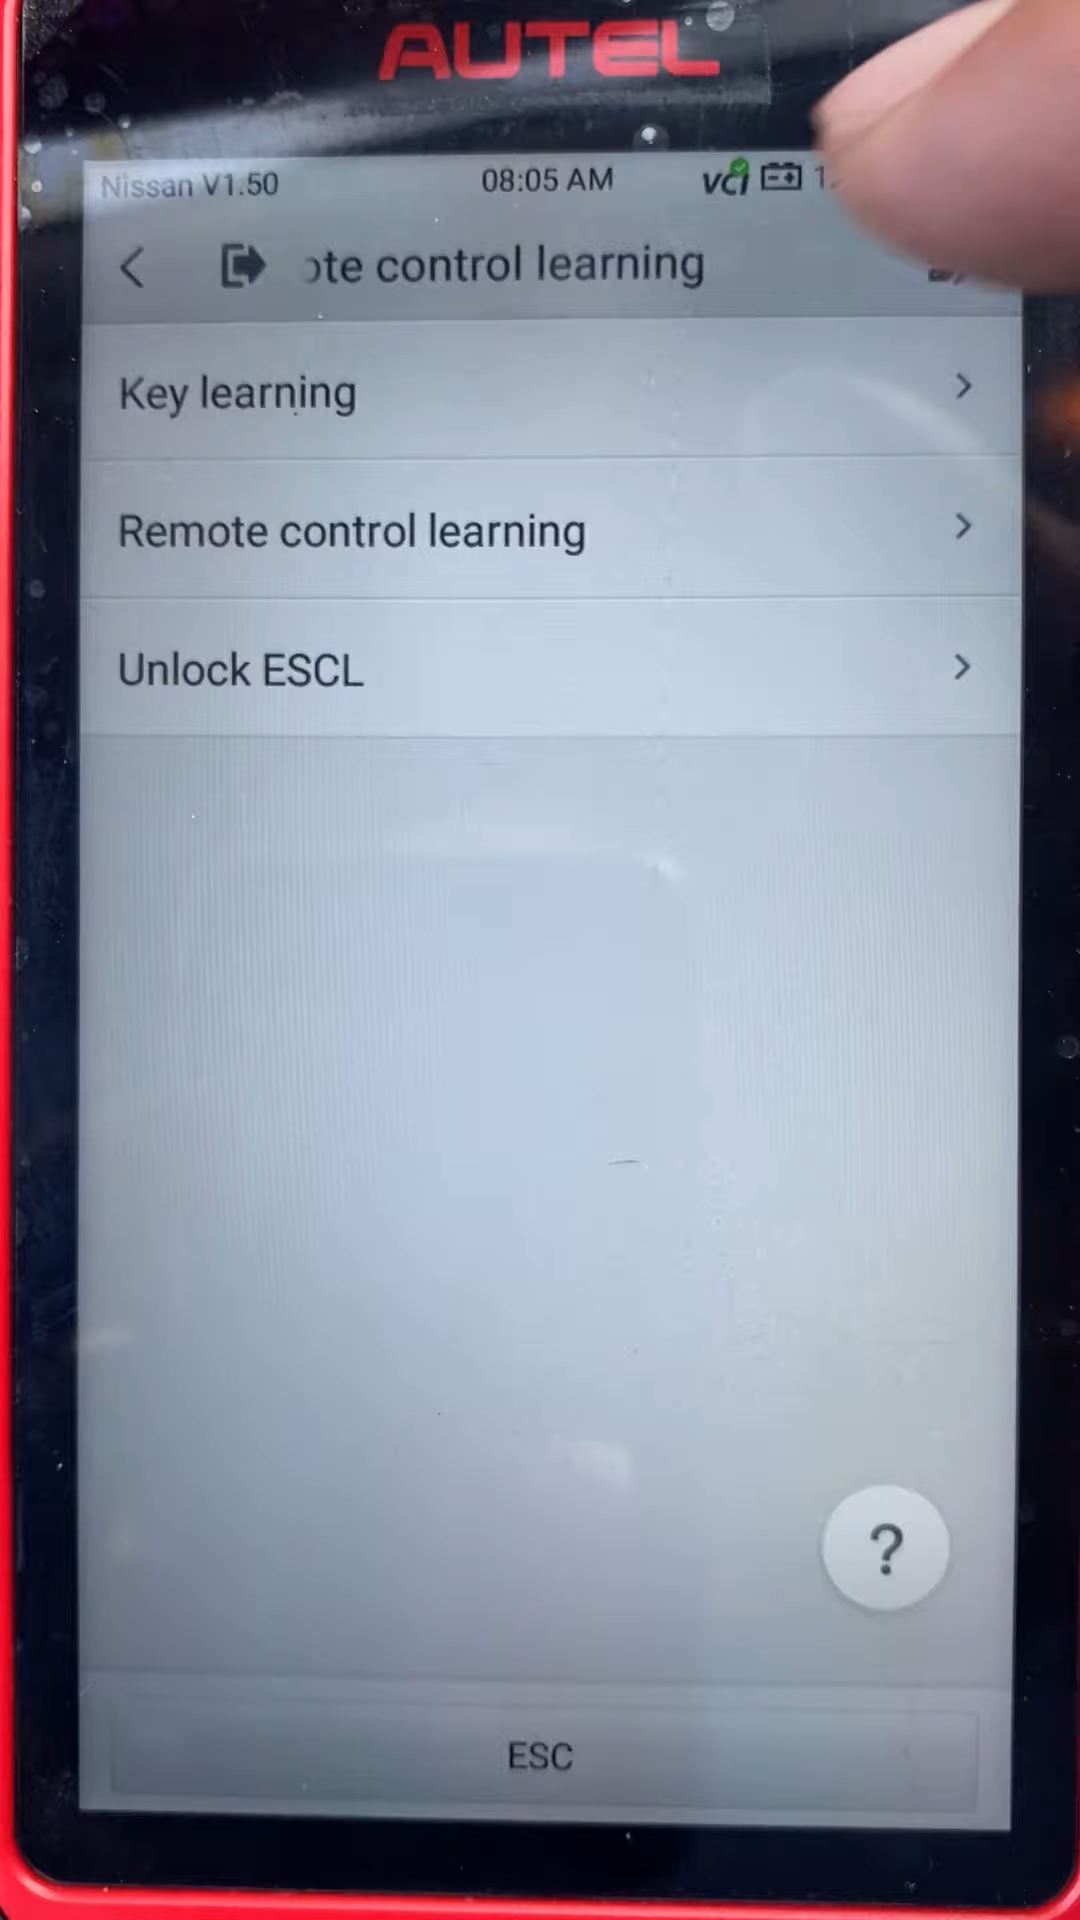 AUTEL
Nissan V1.50 08:05 AM VCI
ote control learning
Key learning
Remote control learning
Unlock ESCL
?
ESC